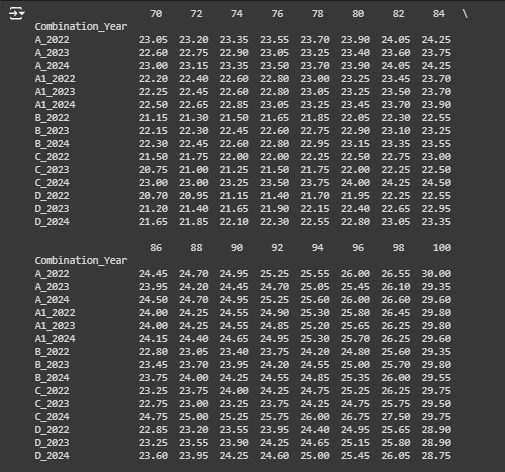 70 72 74 76 78 80 82 84 \
Combination_Year
A_2022 23.05 23.20 23.35 23.55 23.70 23.90 24.05 24.25
A_2023 22.60 22.75 22.90 23.05 23.25 23.40 23.60 23.75
A_2024 23.00 23.15 23.35 23.50 23.70 23.90 24.05 24.25
A1_2022 22.20 22.40 22.60 22.80 23.00 23.25 23.45 23.70
A1_2023 22.25 22.45 22.60 22.80 23.05 23.25 23.50 23.70
A1_2024 22.50 22.65 22.85 23.05 23.25 23.45 23.70 23.90
B_2022 21.15 21.30 21.50 21.65 21.85 22.05 22.30 22.55
B_2023 22.15 22.30 22.45 22.60 22.75 22.90 23.10 23.25
B_2024 22.30 22.45 22.60 22.80 22.95 23.15 23.35 23.55
C_2022 21.50 21.75 22.00 22.00 22.25 22.50 22.75 23.00
C_2023 20.75 21.00 21.25 21.50 21.75 22.00 22.25 22.50
C_2024 23.00 23.00 23.25 23.50 23.75 24.00 24.25 24.50
D_2022 20.70 20.95 21.15 21.40 21.70 21.95 22.25 22.55
D_2023 21.20 21.40 21.65 21.90 22.15 22.40 22.65 22.95
D_2024 21.65 21.85 22.10 22.30 22.55 22.80 23.05 23.35
86 88 90 92 94 96 98 100
Combination_Year
A_2022 24.45 24.70 24.95 25.25 25.55 26.00 26.55 30.00
A_2023 23.95 24.20 24.45 24.70 25.05 25.45 26.10 29.35
A_2024 24.50 24.70 24.95 25.25 25.60 26.00 26.60 29.60
A1_2022 24.00 24.25 24.55 24.90 25.30 25.80 26.45 29.80
A1_2023 24.00 24.25 24.55 24.85 25.20 25.65 26.25 29.80
A1_2024 24.15 24.40 24.65 24.95 25.30 25.70 26.25 29.60
B_2022 22.80 23.05 23.40 23.75 24.20 24.80 25.60 29.35
B_2023 23.45 23.70 23.95 24.20 24.55 25.00 25.70 29.80
B_2024 23.75 24.00 24.25 24.55 24.85 25.35 26.00 29.55
C_2022 23.25 23.75 24.00 24.25 24.75 25.25 26.25 29.75
C_2023 22.75 23.00 23.25 23.75 24.25 24.75 25.75 29.50
C_2024 24.75 25.00 25.25 25.75 26.00 26.75 27.50 29.75
D_2022 22.85 23.20 23.55 23.95 24.40 24.95 25.65 28.90
D_2023 23.25 23.55 23.90 24.25 24.65 25.15 25.80 28.90
D_2024 23.60 23.95 24.25 24.60 25.00 25.45 26.05 28.75